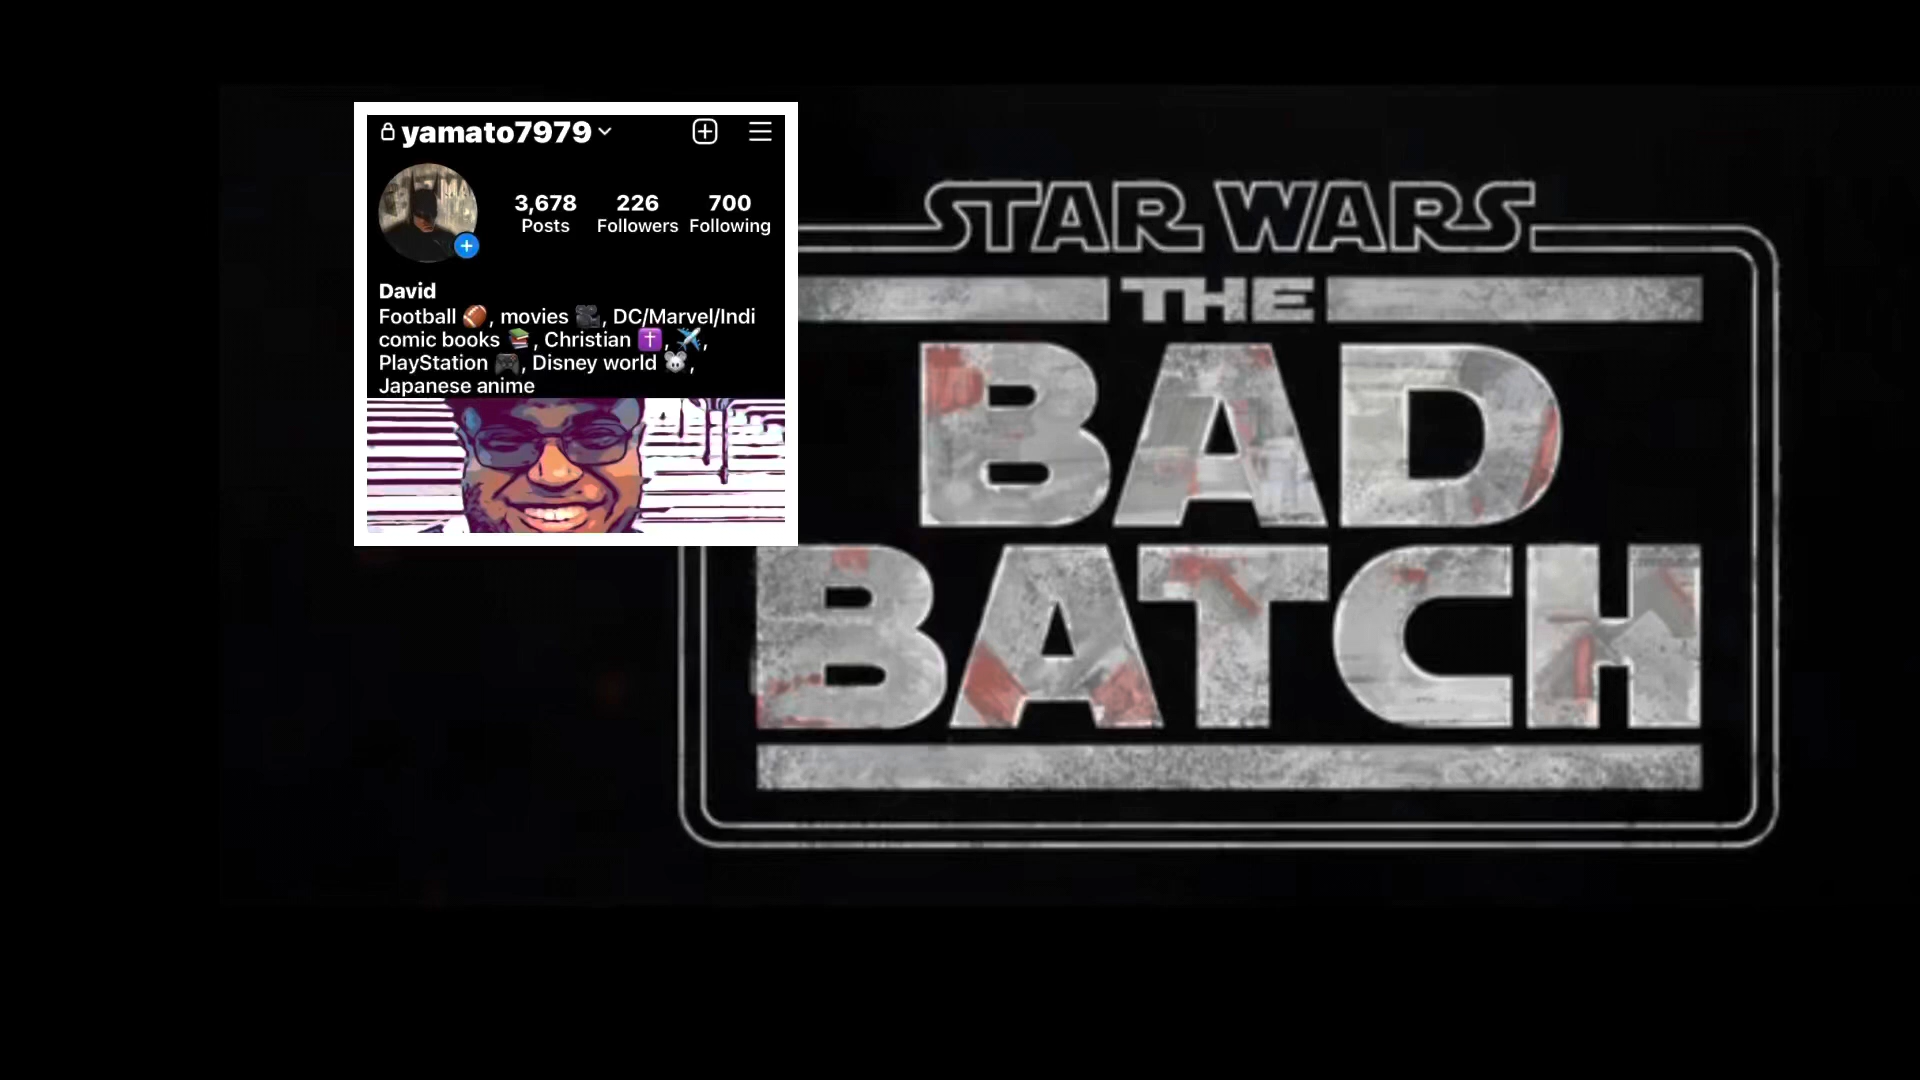 yamato7979
3,678 226 700
Posts Followers Following
David
Football 🏈, movies 🎥, DC/Marvel/Indi
comic books 📚, Christian ✝️, ✈️,
PlayStation 🎮, Disney world 🐭,
Japanese anime
STAR WARS
THE
BAD
BATCH